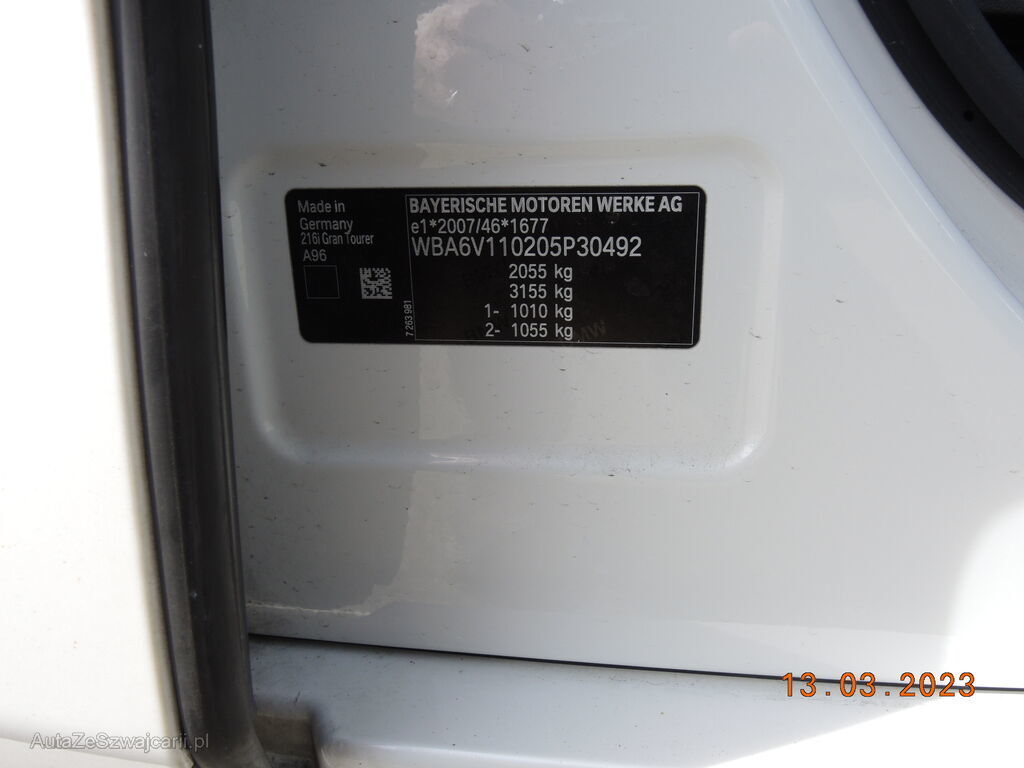 Made in
Germany
216i Gran Tourer
A96
7 263 981
BAYERISCHE MOTOREN WERKE AG
e1*2007/46*1677
WBA6V110205P30492
2055 kg
3155 kg
1- 1010 kg
2- 1055 kg
13.03.2023
AutaZeSzwajcarii.pl